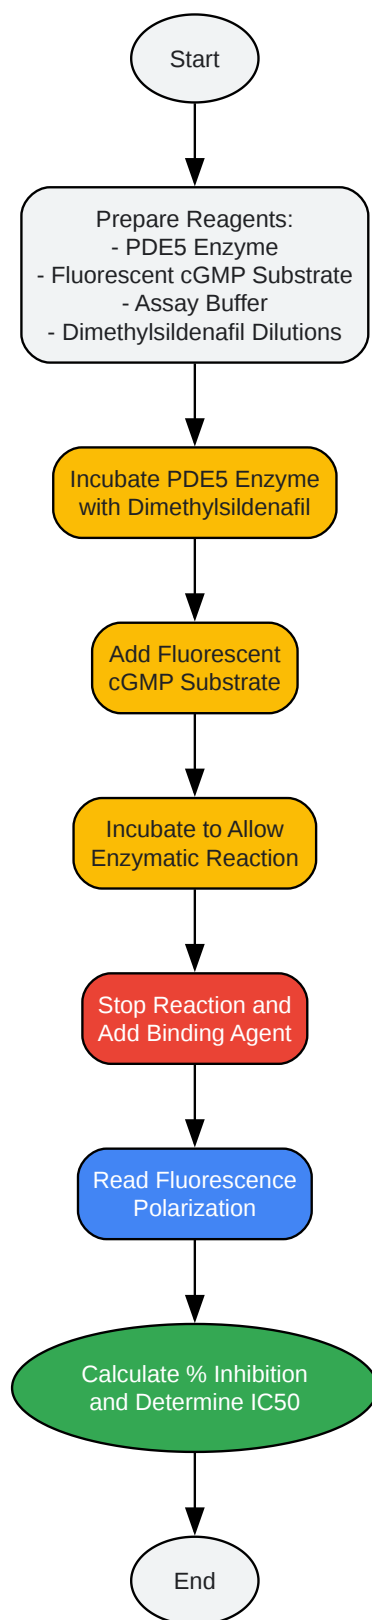 Start
Prepare Reagents:
- PDE5 Enzyme
- Fluorescent cGMP Substrate
- Assay Buffer
- Dimethylsildenafil Dilutions
Incubate PDE5 Enzyme
with Dimethylsildenafil
Add Fluorescent
cGMP Substrate
Incubate to Allow
Enzymatic Reaction
Stop Reaction and
Add Binding Agent
Read Fluorescence
Polarization
Calculate % Inhibition
and Determine IC50
End